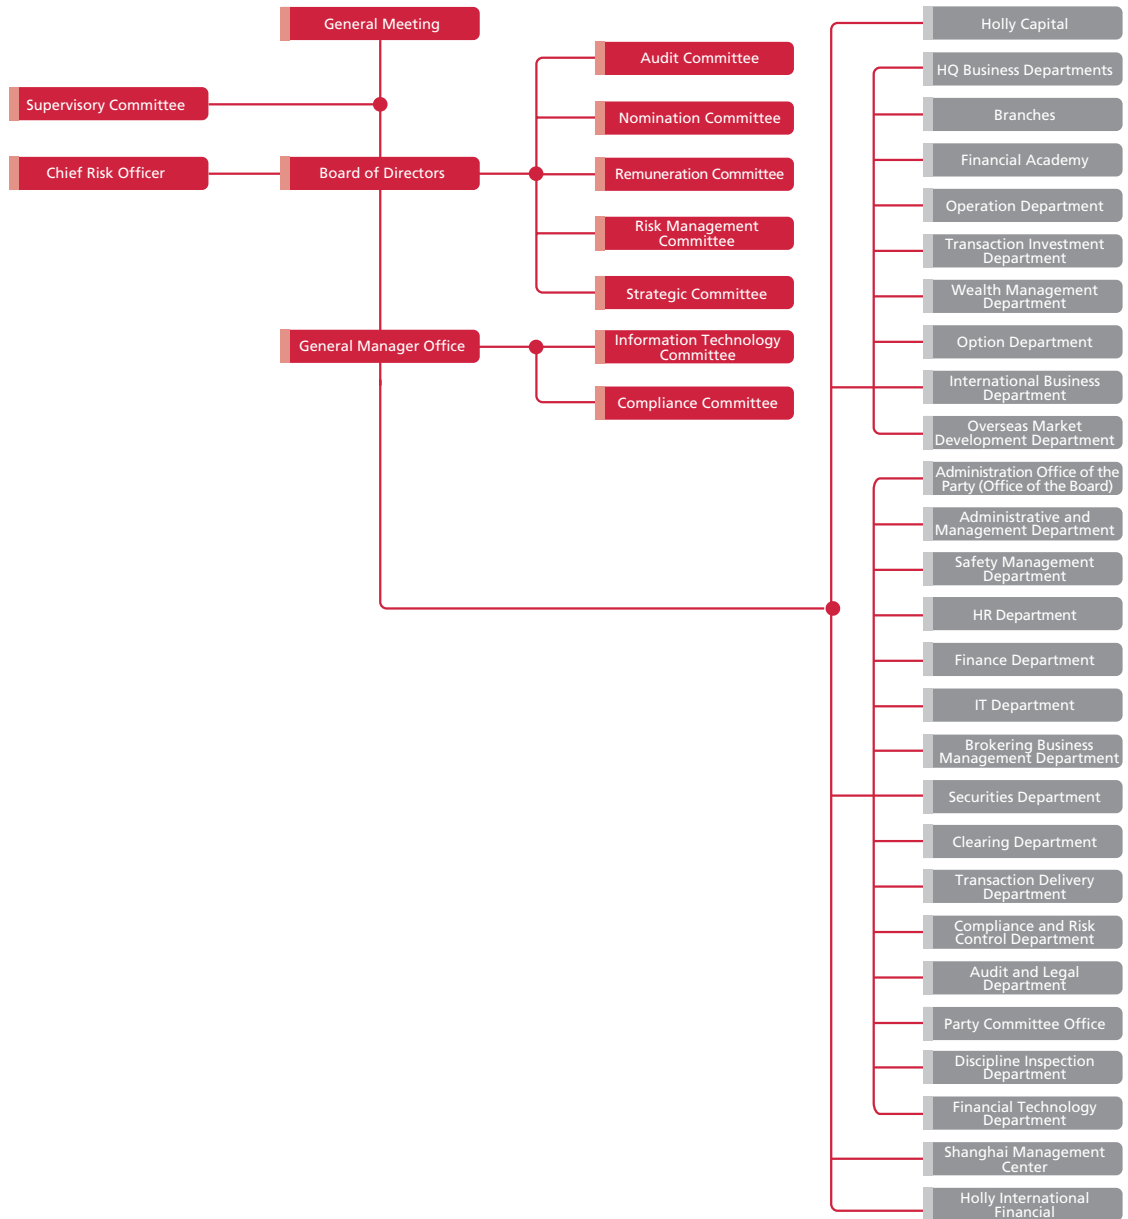 General Meeting
Supervisory Committee
Chief Risk Officer
Board of Directors
Audit Committee
Nomination Committee
Remuneration Committee
Risk Management
Committee
Strategic Committee
General Manager Office
Information Technology
Committee
Compliance Committee
Holly Capital
HQ Business Departments
Branches
Financial Academy
Operation Department
Transaction Investment
Department
Wealth Management
Department
Option Department
International Business
Department
Overseas Market
Development Department
Administration Office of the
Party (Office of the Board)
Administrative and
Management Department
Safety Management
Department
HR Department
Finance Department
IT Department
Brokering Business
Management Department
Securities Department
Clearing Department
Transaction Delivery
Department
Compliance and Risk
Control Department
Audit and Legal
Department
Party Committee Office
Discipline Inspection
Department
Financial Technology
Department
Shanghai Management
Center
Holly International
Financial